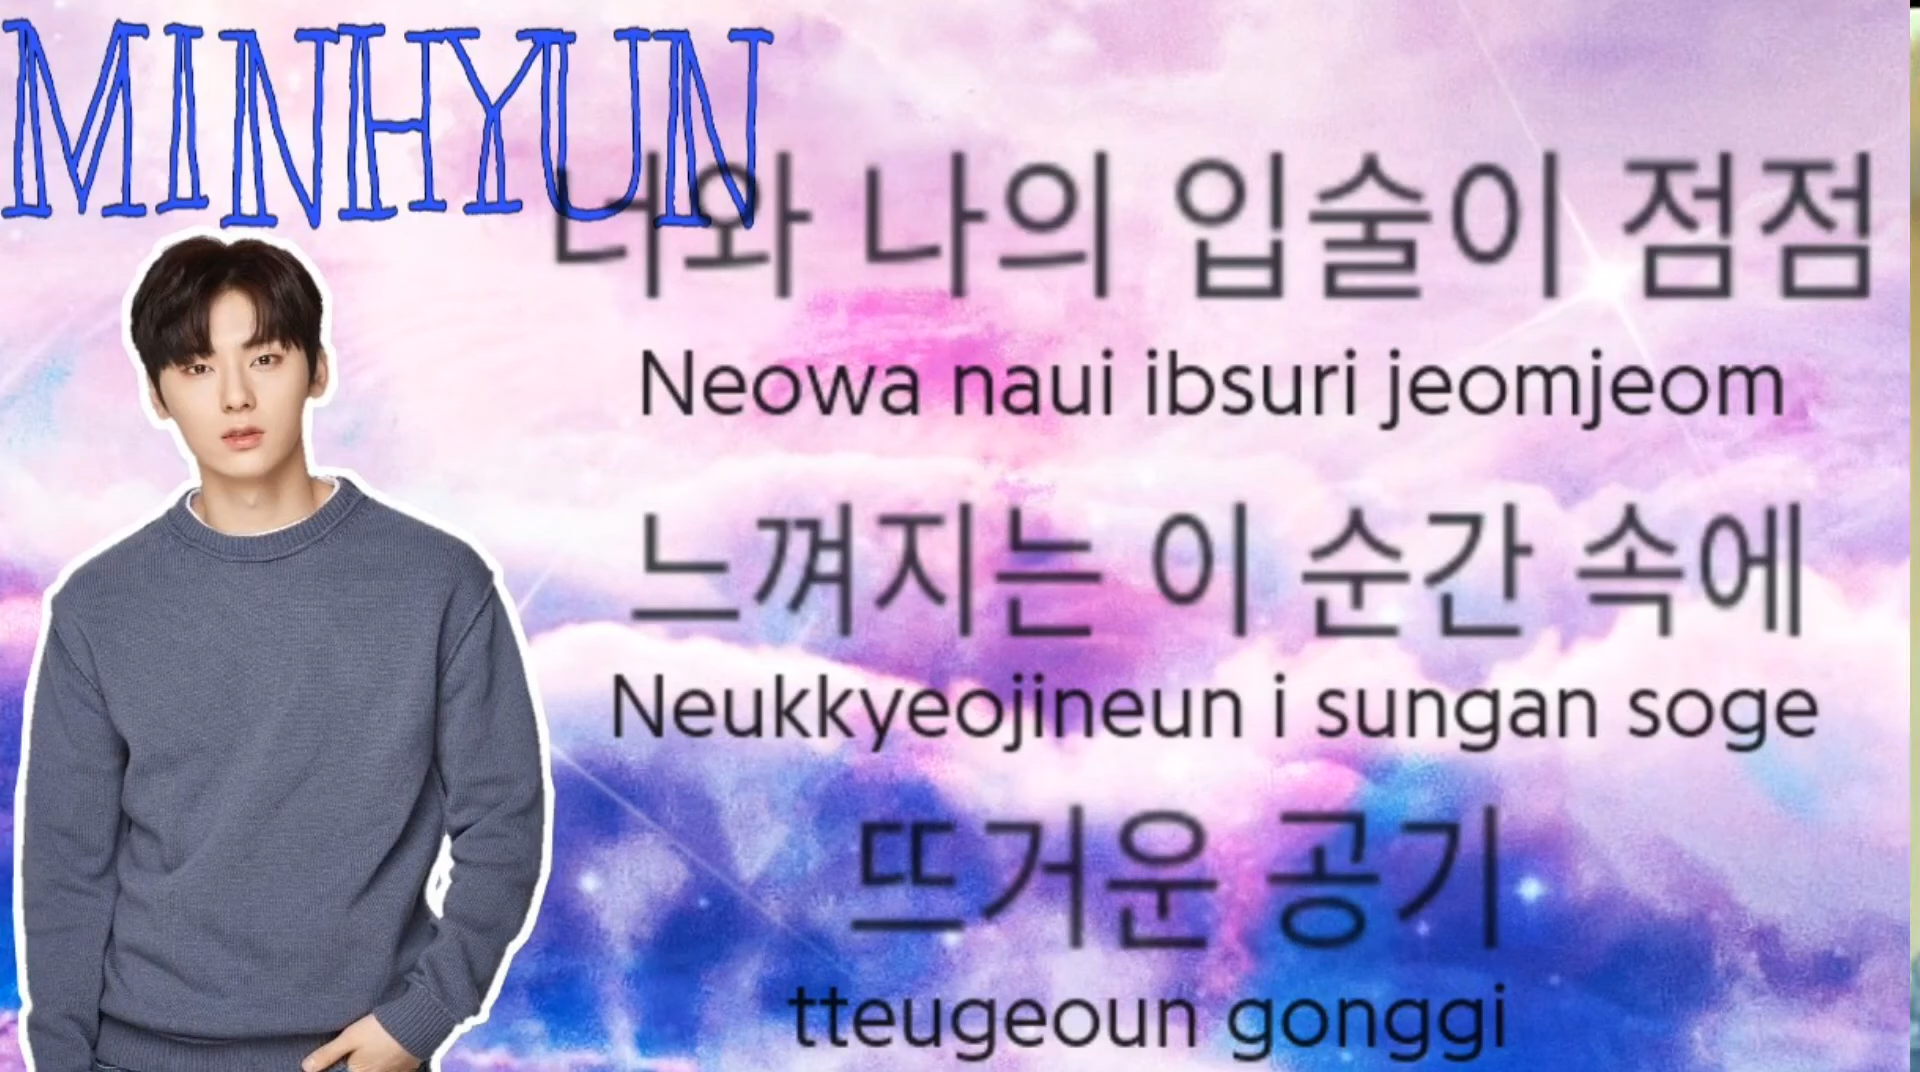 MINHYUN
너와 나의 입술이 점점
Neowa naui ibsuri jeomjeom
느껴지는 이 순간 속에
Neukkyeojineun i sungan soge
뜨거운 공기
tteugeoun gonggi